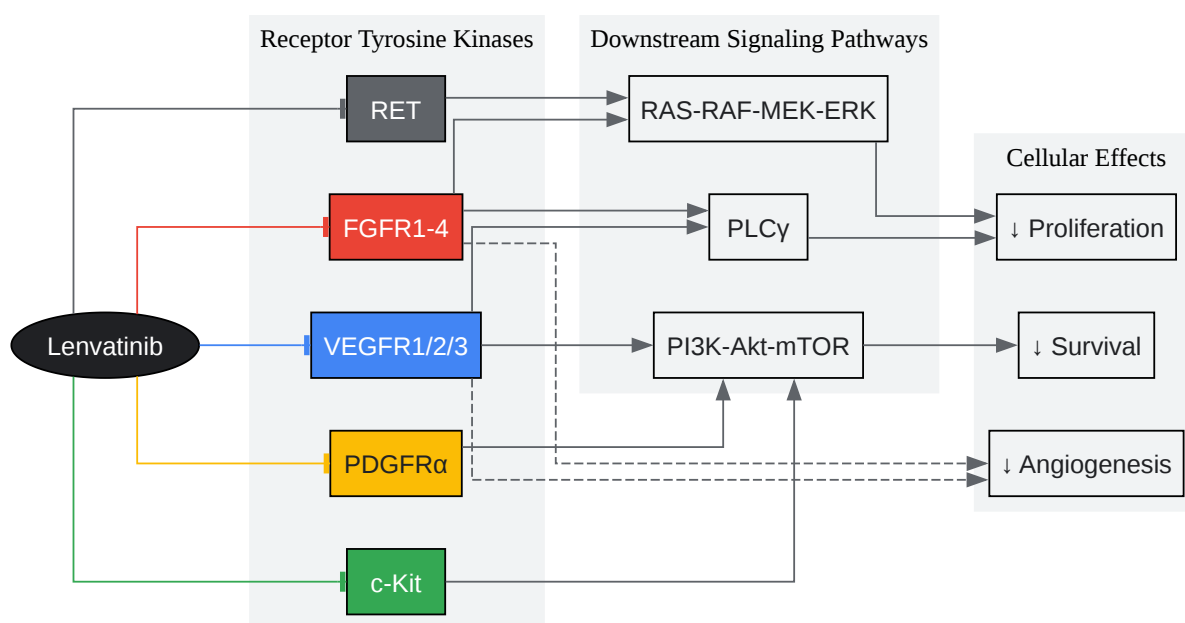 Receptor Tyrosine Kinases
Downstream Signaling Pathways
RET
RAS-RAF-MEK-ERK
Cellular Effects
FGFR1-4
PLCγ
↓ Proliferation
Lenvatinib
VEGFR1/2/3
PI3K-Akt-mTOR
↓ Survival
PDGFRα
↓ Angiogenesis
c-Kit